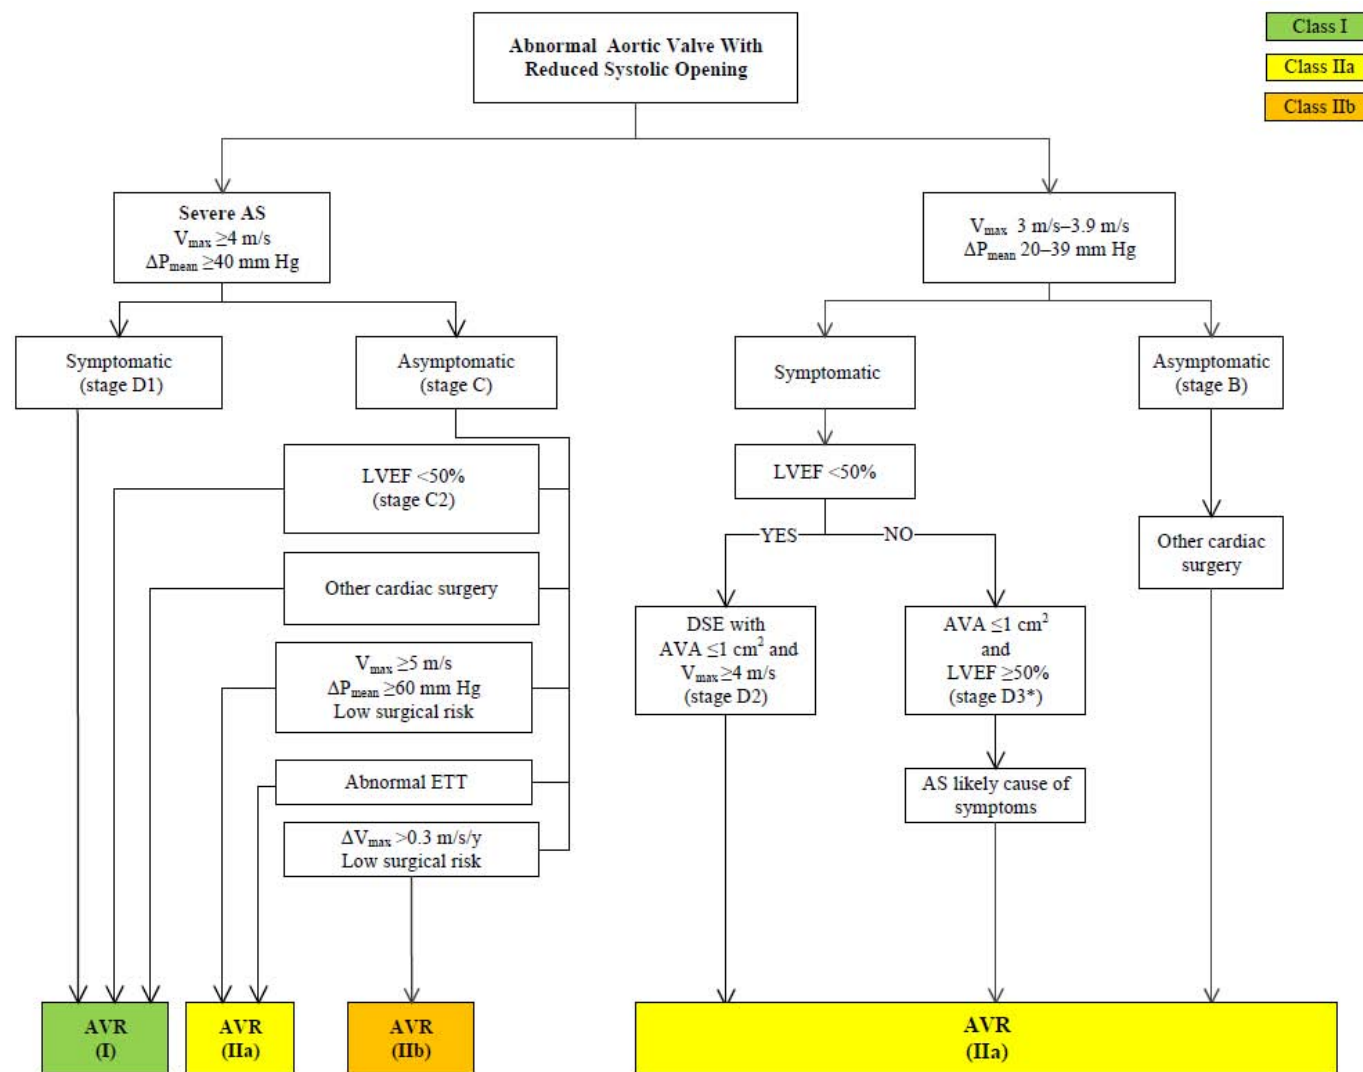 Abnormal Aortic Valve With
Reduced Systolic Opening
Class I
Class IIa
Class IIb
Severe AS
Vmax ≥4 m/s
ΔPmean ≥40 mm Hg
Vmax 3 m/s–3.9 m/s
ΔPmean 20–39 mm Hg
Symptomatic
(stage D1)
Asymptomatic
(stage C)
Symptomatic
Asymptomatic
(stage B)
LVEF <50%
(stage C2)
LVEF <50%
YES
NO
Other cardiac surgery
Other cardiac
surgery
Vmax ≥5 m/s
ΔPmean ≥60 mm Hg
Low surgical risk
DSE with
AVA ≤1 cm²and
Vmax ≥4 m/s
(stage D2)
AVA ≤1 cm²
and
LVEF ≥50%
(stage D3*)
Abnormal ETT
AS likely cause of
symptoms
ΔVmax >0.3 m/s/y
Low surgical risk
AVR
(I)
AVR
(IIa)
AVR
(IIb)
AVR
(IIa)